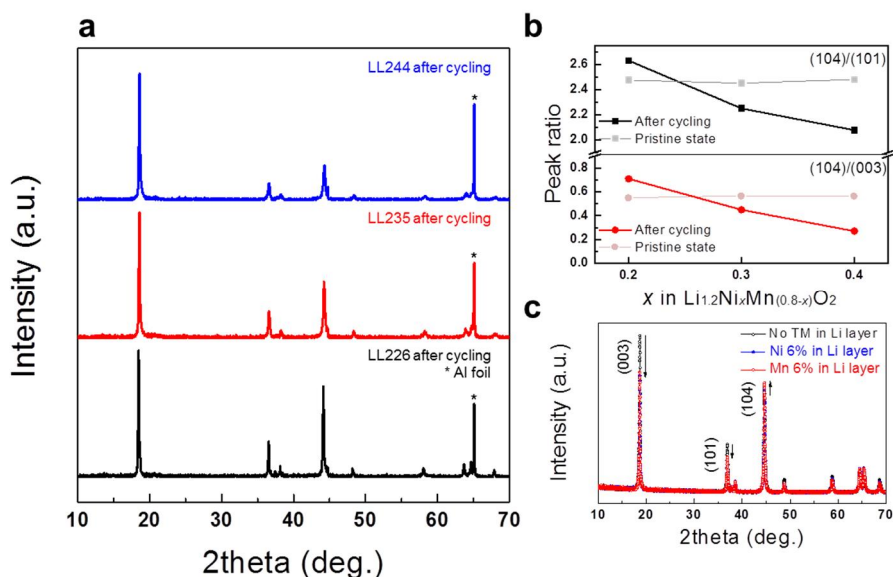 a
LL244 after cycling
*
LL235 after cycling
*
LL226 after cycling
* Al foil
*
Intensity (a.u.)
10 20 30 40 50 60 70
2theta (deg.)
b
(104)/(101)
2.6
2.4
2.2
2.0
After cycling
Pristine state
(104)/(003)
0.8
0.6
0.4
0.2
0.0
After cycling
Pristine state
Peak ratio
0.2 0.3 0.4
x in Li1.2NixMn(0.8-x)O2
c
No TM in Li layer
Ni 6% in Li layer
Mn 6% in Li layer
(003)
(101)
(104)
Intensity (a.u.)
10 20 30 40 50 60 70
2theta (deg.)